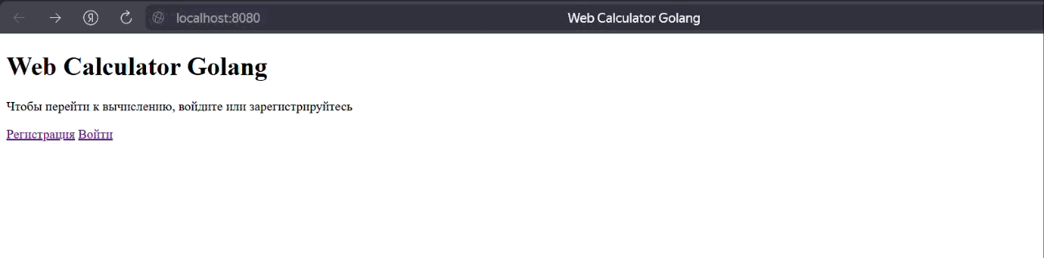 Я localhost:8080 Web Calculator Golang
Web Calculator Golang
Чтобы перейти к вычислению, войдите или зарегистрируйтесь
Регистрация Войти